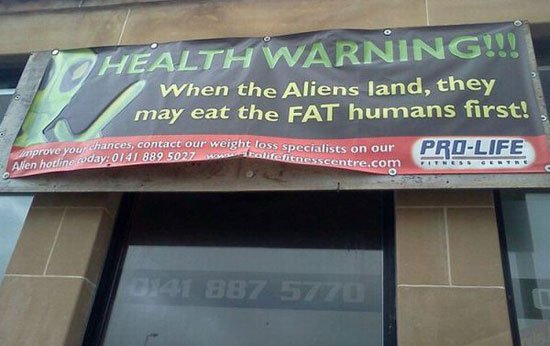 HEALTH WARNING!!!
When the Aliens land, they
may eat the FAT humans first!
improve your chances, contact our weight loss specialists on our
Alien hotline today: 0141 889 5027
PRO-LIFE
FITNESS CENTRE
0141 887 5770